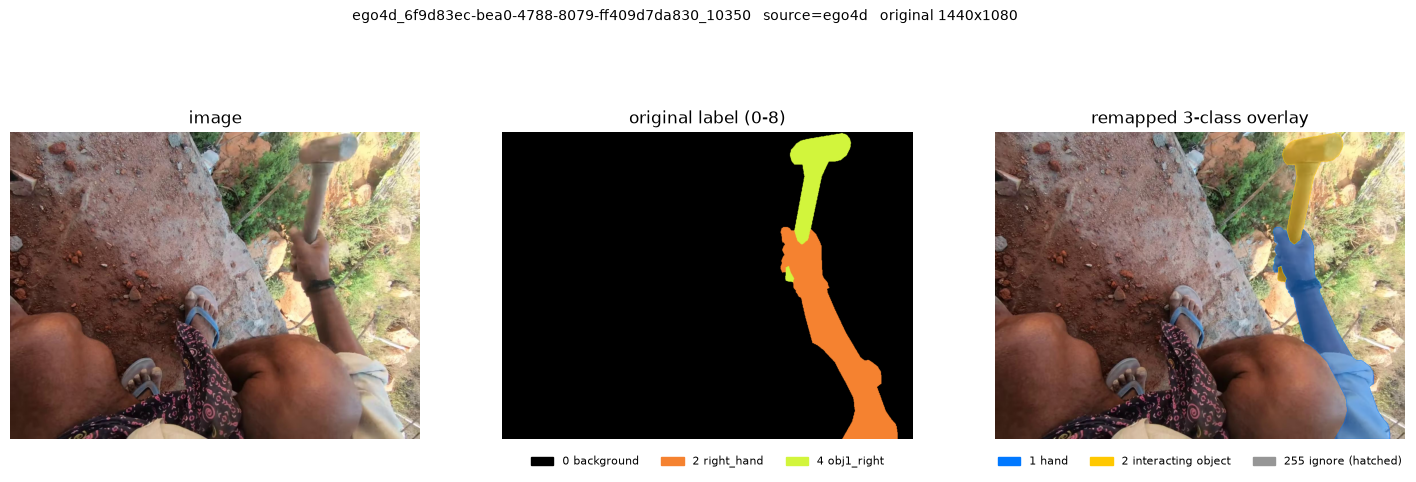 ego4d_6f9d83ec-bea0-4788-8079-ff409d7da830_10350   source=ego4d   original 1440x1080
image
original label (0-8)
remapped 3-class overlay
0 background
2 right_hand
4 obj1_right
1 hand
2 interacting object
255 ignore (hatched)